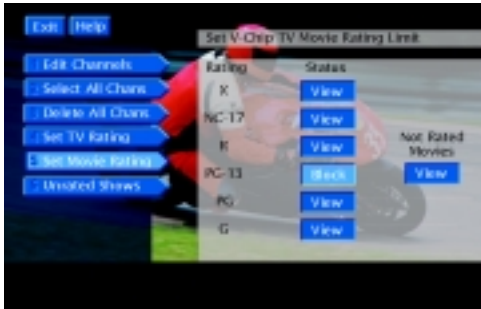 Exit Help
Set V-Chip TV Movie Rating Limit
Edit Channels
Rating Status
Select All Chans
X View
Delete All Chans
NC-17 View
Set TV Rating
R View
Not Rated
Movies
Set Movie Rating
PG-13 Block
View
Unrated Shows
PG View
G View